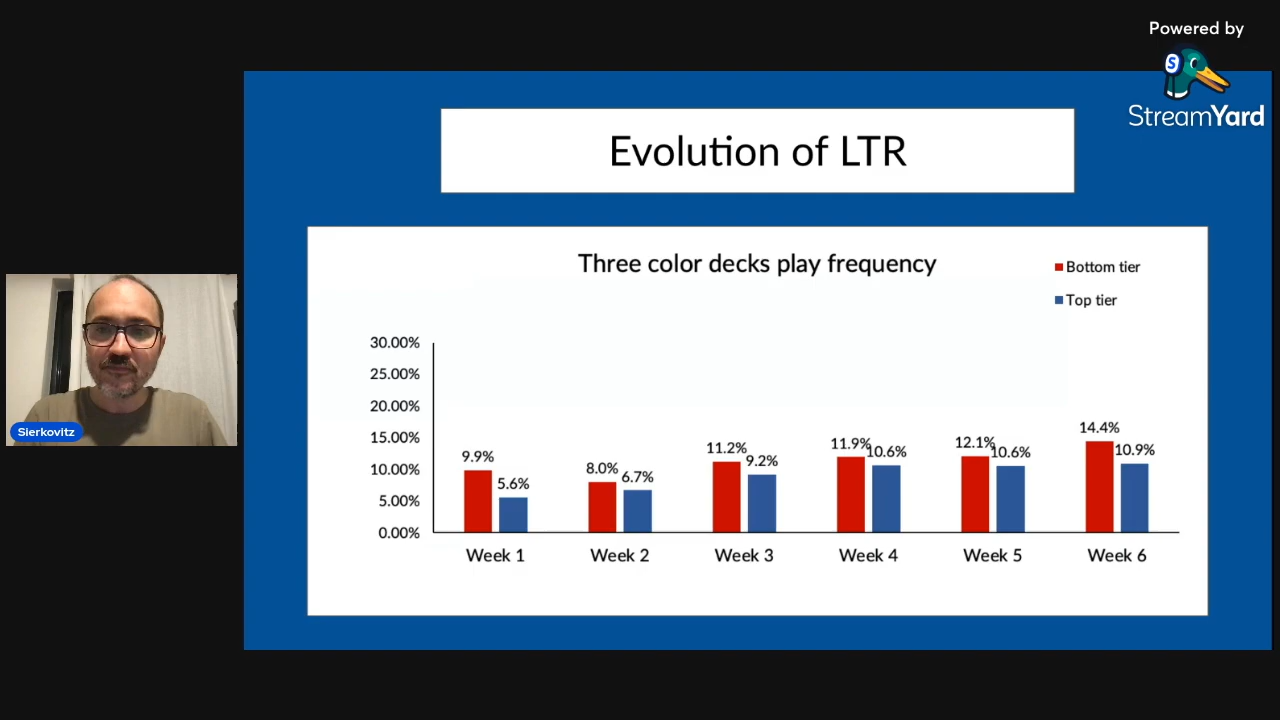 Powered by
S
StreamYard
Evolution of LTR
Three color decks play frequency
Bottom tier
Top tier
30.00%
25.00%
20.00%
15.00%
10.00%
5.00%
0.00%
9.9%
5.6%
8.0%
6.7%
11.2%
9.2%
11.9%
10.6%
12.1%
10.6%
14.4%
10.9%
Week 1
Week 2
Week 3
Week 4
Week 5
Week 6
Sierkovitz